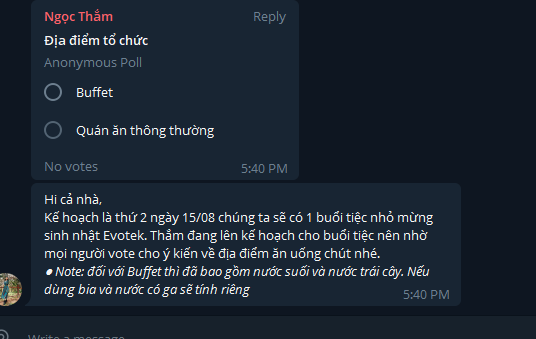 Ngọc Thắm Reply
Địa điểm tổ chức
Anonymous Poll
Buffet
Quán ăn thông thường
No votes 5:40 PM
Hi cả nhà,
Kế hoạch là thứ 2 ngày 15/08 chúng ta sẽ có 1 buổi tiệc nhỏ mừng
sinh nhật Evotek. Thắm đang lên kế hoạch cho buổi tiệc nên nhờ
mọi người vote cho ý kiến về địa điểm ăn uống chút nhé.
● Note: đối với Buffet thì đã bao gồm nước suối và nước trái cây. Nếu
dùng bia và nước có ga sẽ tính riêng 5:40 PM
Write a message...